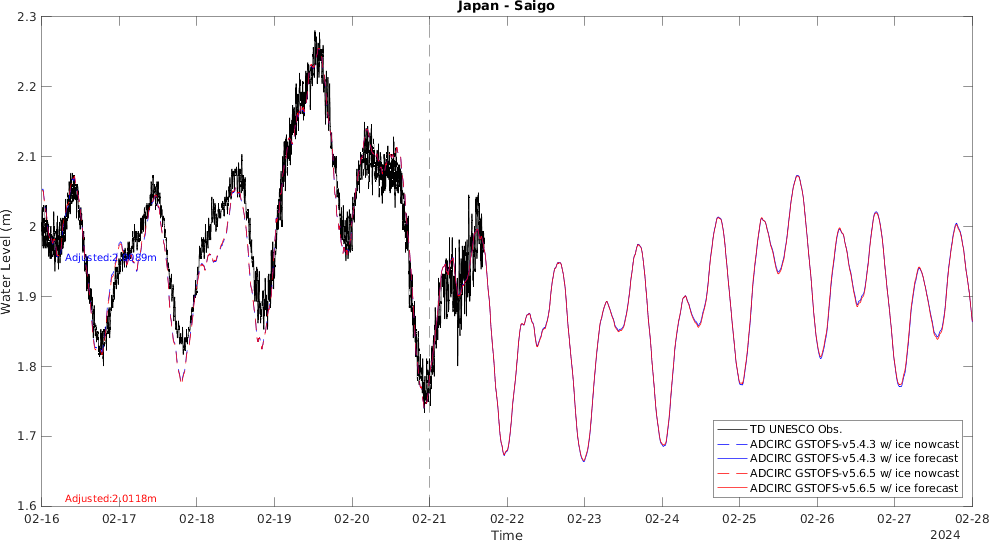 Japan - Saigo
Water Level (m)
2.3
2.2
2.1
2
1.9
1.8
1.7
1.6
Adjusted:2.0118m
TD UNESCO Obs.
ADCIRC GSTOFS-v5.4.3 w/ ice nowcast
ADCIRC GSTOFS-v5.4.3 w/ ice forecast
ADCIRC GSTOFS-v5.6.5 w/ ice nowcast
ADCIRC GSTOFS-v5.6.5 w/ ice forecast
02-16 02-17 02-18 02-19 02-20 02-21 02-22 02-23 02-24 02-25 02-26 02-27 02-28
Time
2024